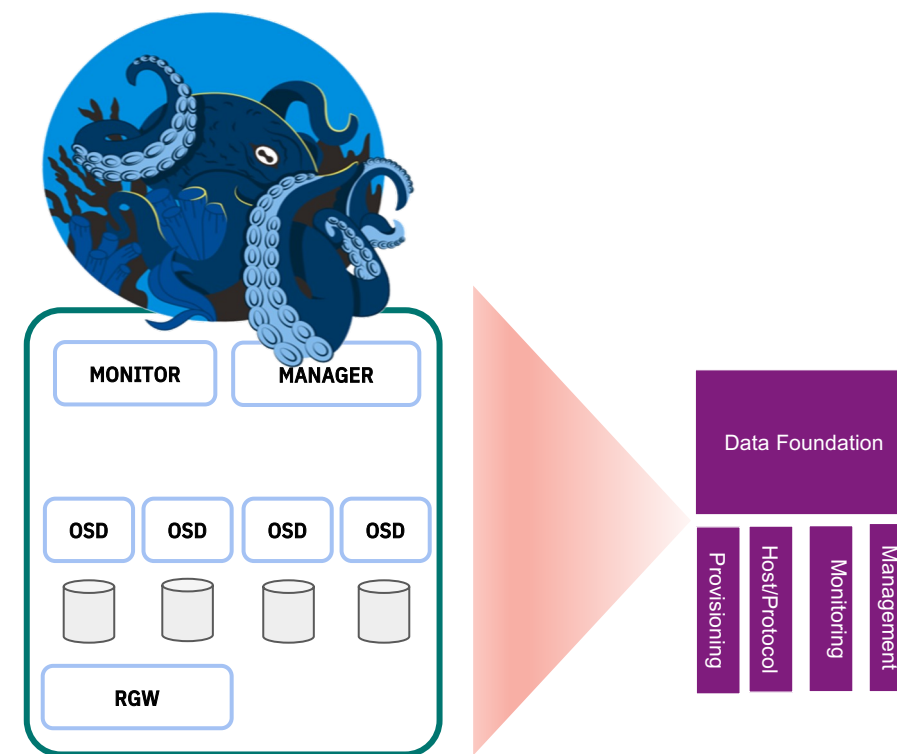 MONITOR
MANAGER
OSD
OSD
OSD
OSD
RGW
Data Foundation
Provisioning
Host/Protocol
Monitoring
Management